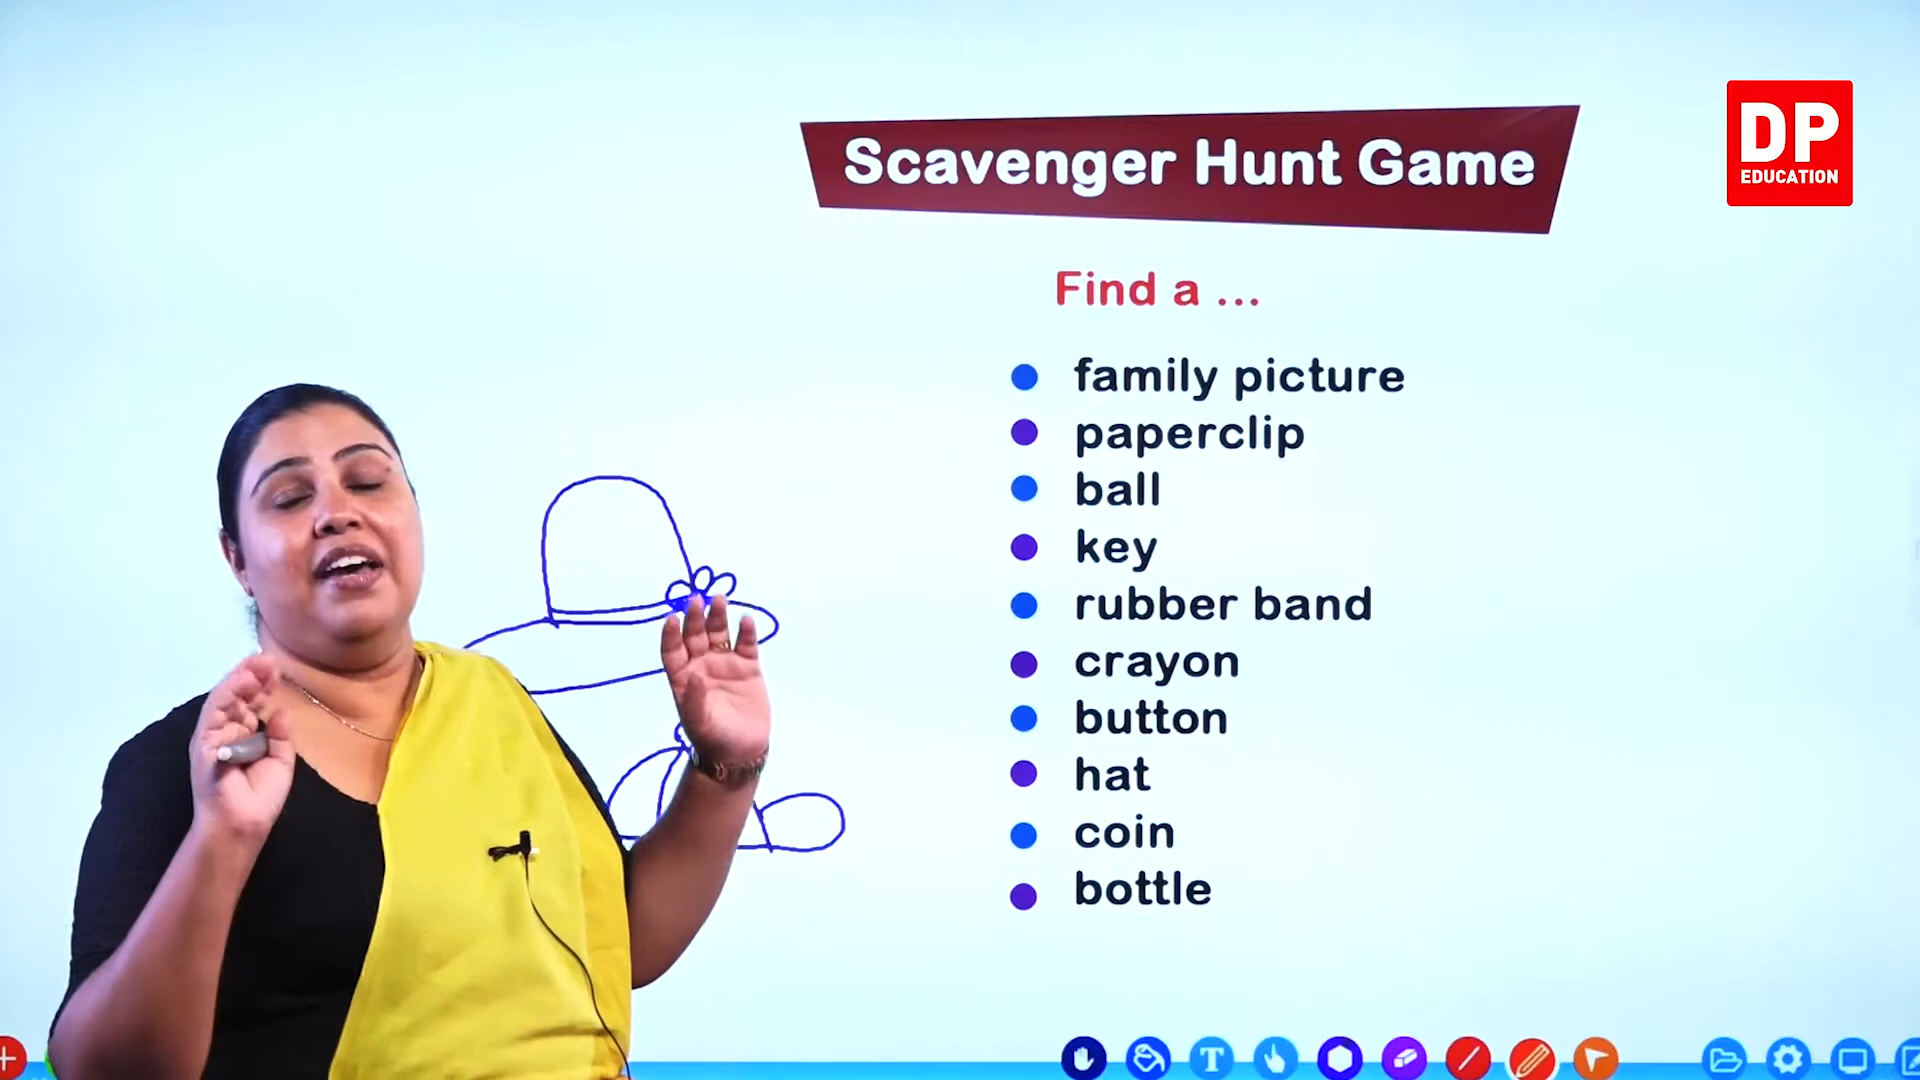 Scavenger Hunt Game
DP
EDUCATION
Find a ...
family picture
paperclip
ball
key
rubber band
crayon
button
hat
coin
bottle
T